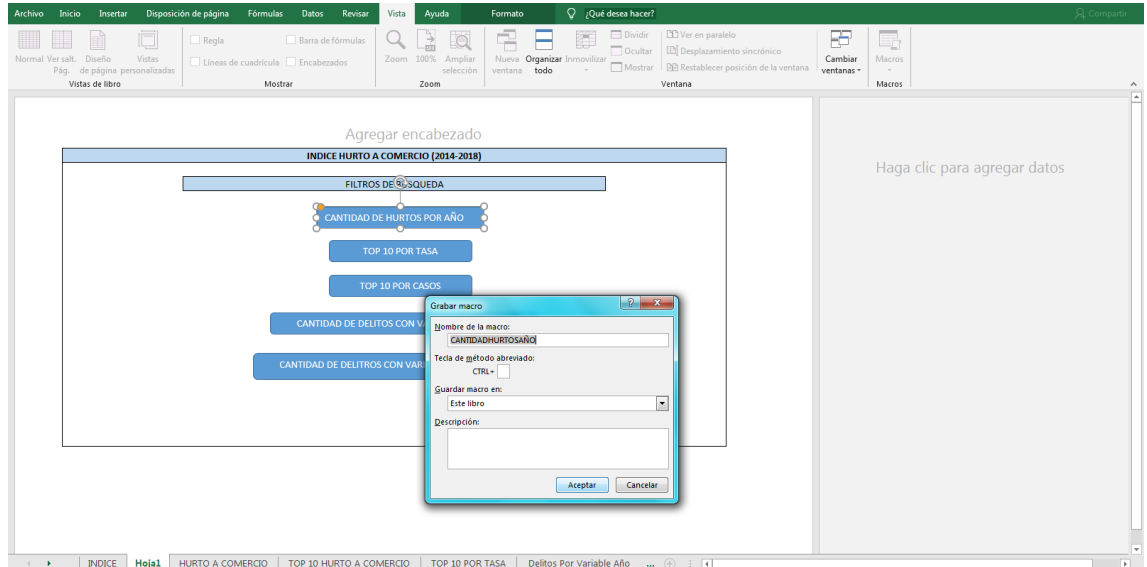 Archivo Inicio Insertar Disposición de página Fórmulas Datos Revisar Vista Ayuda Formato ¿Qué desea hacer? Compartir
Normal Ver salt. Pág. Diseño de página Vistas personalizadas
Vistas de libro
Regla Barra de fórmulas
Líneas de cuadrícula Encabezados
Mostrar
Zoom 100% Ampliar selección
Zoom
Nueva ventana Organizar todo Inmovilizar
Dividir
Ocultar
Mostrar
Ver en paralelo
Desplazamiento sincrónico
Restablecer posición de la ventana
Cambiar ventanas
Ventana
Macros
Macros
Agregar encabezado
INDICE HURTO A COMERCIO (2014-2018)
FILTROS DE BUSQUEDA
CANTIDAD DE HURTOS POR AÑO
TOP 10 POR TASA
TOP 10 POR CASOS
CANTIDAD DE DELITOS CON VA
CANTIDAD DE DELITROS CON VAR
Haga clic para agregar datos
Grabar macro
Nombre de la macro:
CANTIDADHURTOSAÑO
Tecla de método abreviado:
CTRL+
Guardar macro en:
Este libro
Descripción:
Aceptar Cancelar
INDICE Hoja1 HURTO A COMERCIO TOP 10 HURTO A COMERCIO TOP 10 POR TASA Delitos Por Variable Año ...